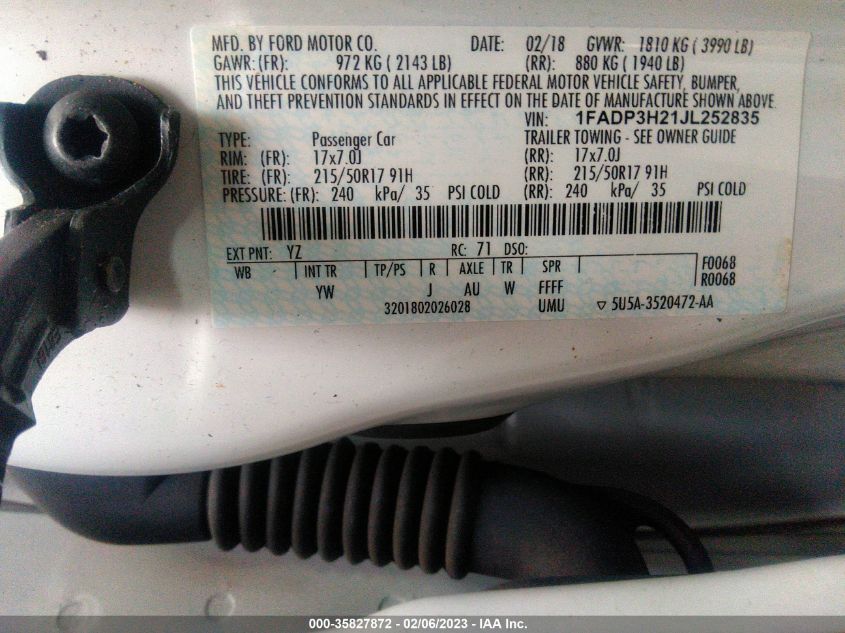 MFD. BY FORD MOTOR CO. DATE: 02/18 GVWR: 1810 KG ( 3990 LB)
GAWR: (FR): 972 KG ( 2143 LB) (RR): 880 KG ( 1940 LB)
THIS VEHICLE CONFORMS TO ALL APPLICABLE FEDERAL MOTOR VEHICLE SAFETY, BUMPER,
AND THEFT PREVENTION STANDARDS IN EFFECT ON THE DATE OF MANUFACTURE SHOWN ABOVE.
VIN: 1FADP3H21JL252835
TYPE: Passenger Car TRAILER TOWING - SEE OWNER GUIDE
RIM: (FR): 17x7.0J (RR): 17x7.0J
TIRE: (FR): 215/50R17 91H (RR): 215/50R17 91H
PRESSURE: (FR): 240 kPa/ 35 PSI COLD (RR): 240 kPa/ 35 PSI COLD
EXT PNT: YZ RC: 71 DSO:
WB INT TR TP/PS R AXLE TR SPR F0068
YW J AU W FFFF R0068
3201802026028 UMU ▽ 5U5A-3520472-AA
000-35827872 - 02/06/2023 - IAA Inc.